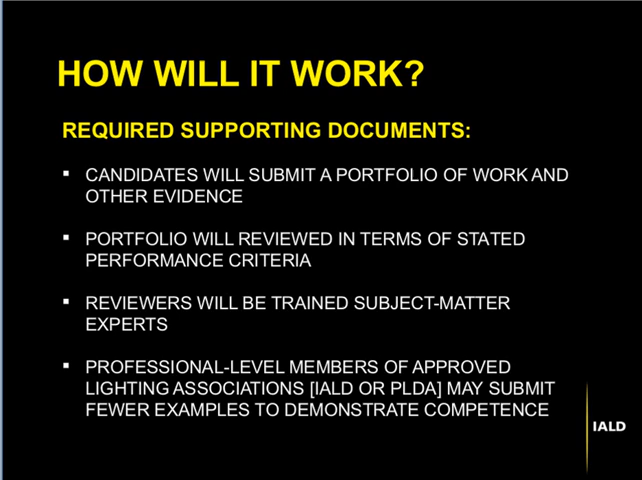 HOW WILL IT WORK?
REQUIRED SUPPORTING DOCUMENTS:
▪ CANDIDATES WILL SUBMIT A PORTFOLIO OF WORK AND
OTHER EVIDENCE
▪ PORTFOLIO WILL REVIEWED IN TERMS OF STATED
PERFORMANCE CRITERIA
▪ REVIEWERS WILL BE TRAINED SUBJECT-MATTER
EXPERTS
▪ PROFESSIONAL-LEVEL MEMBERS OF APPROVED
LIGHTING ASSOCIATIONS [IALD OR PLDA] MAY SUBMIT
FEWER EXAMPLES TO DEMONSTRATE COMPETENCE
IALD